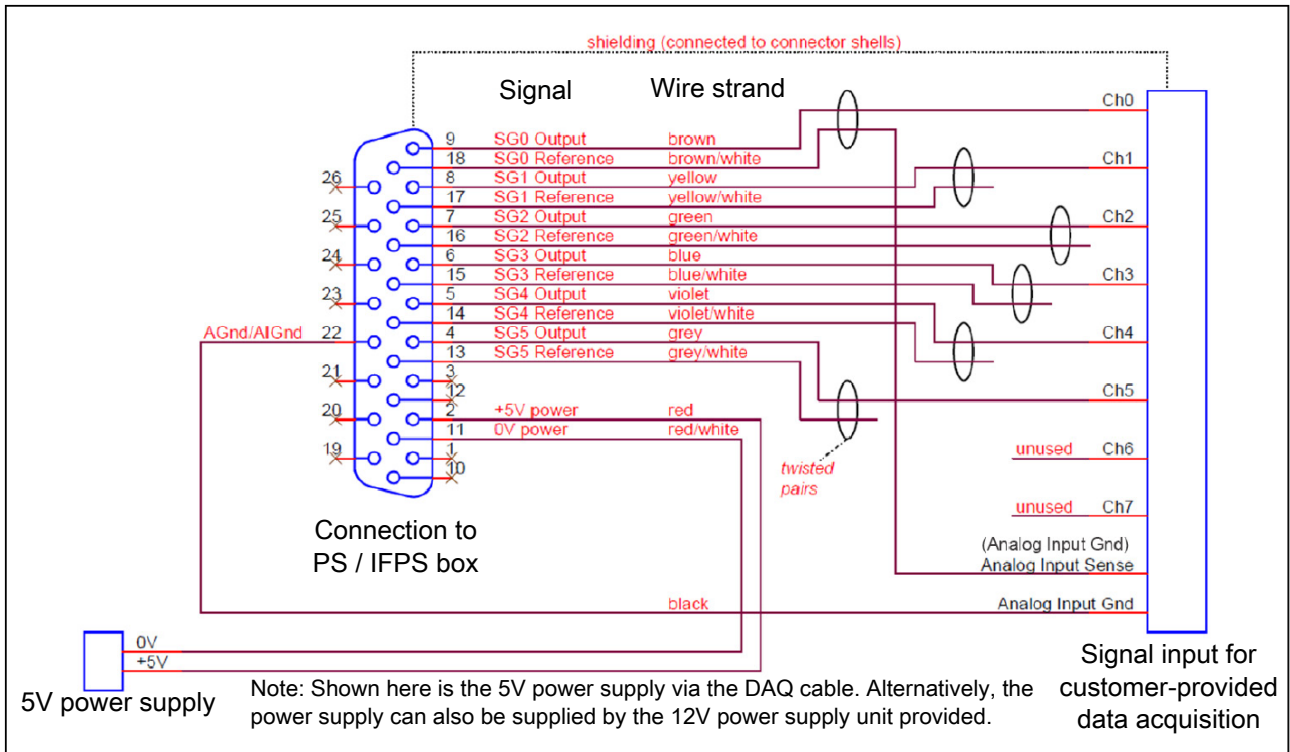 shielding (connected to connector shells)
Signal Wire strand
Ch0
9 SG0 Output brown
18 SG0 Reference brown/white
Ch1
26 8 SG1 Output yellow
17 SG1 Reference yellow/white
25 7 SG2 Output green
Ch2
16 SG2 Reference green/white
24 6 SG3 Output blue
15 SG3 Reference blue/white
Ch3
23 5 SG4 Output violet
14 SG4 Reference violet/white
AGnd/AIGnd 22 4 SG5 Output grey
Ch4
13 SG5 Reference grey/white
21 3
12
Ch5
20 2 +5V power red
11 0V power red/white
19 1
10
unused Ch6
twisted
pairs
unused Ch7
Connection to
PS / IFPS box
(Analog Input Gnd)
Analog Input Sense
black Analog Input Gnd
0V
+5V
5V power supply
Note: Shown here is the 5V power supply via the DAQ cable. Alternatively, the
power supply can also be supplied by the 12V power supply unit provided.
Signal input for
customer-provided
data acquisition